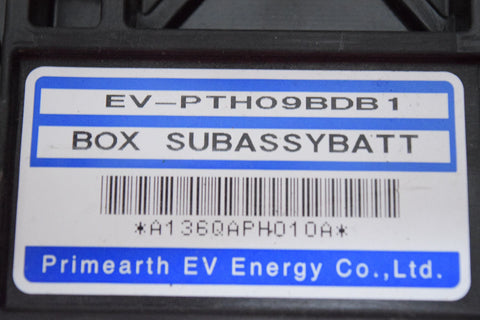 EV-PTH09BDB1
BOX SUBASSYBATT
*A136QAPH010A*
Primearth EV Energy Co.,Ltd.